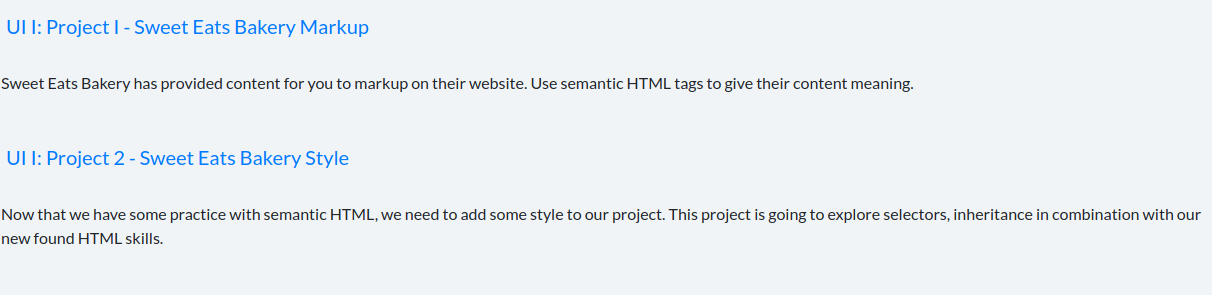 UI I: Project I - Sweet Eats Bakery Markup
Sweet Eats Bakery has provided content for you to markup on their website. Use semantic HTML tags to give their content meaning.
UI I: Project 2 - Sweet Eats Bakery Style
Now that we have some practice with semantic HTML, we need to add some style to our project. This project is going to explore selectors, inheritance in combination with our
new found HTML skills.